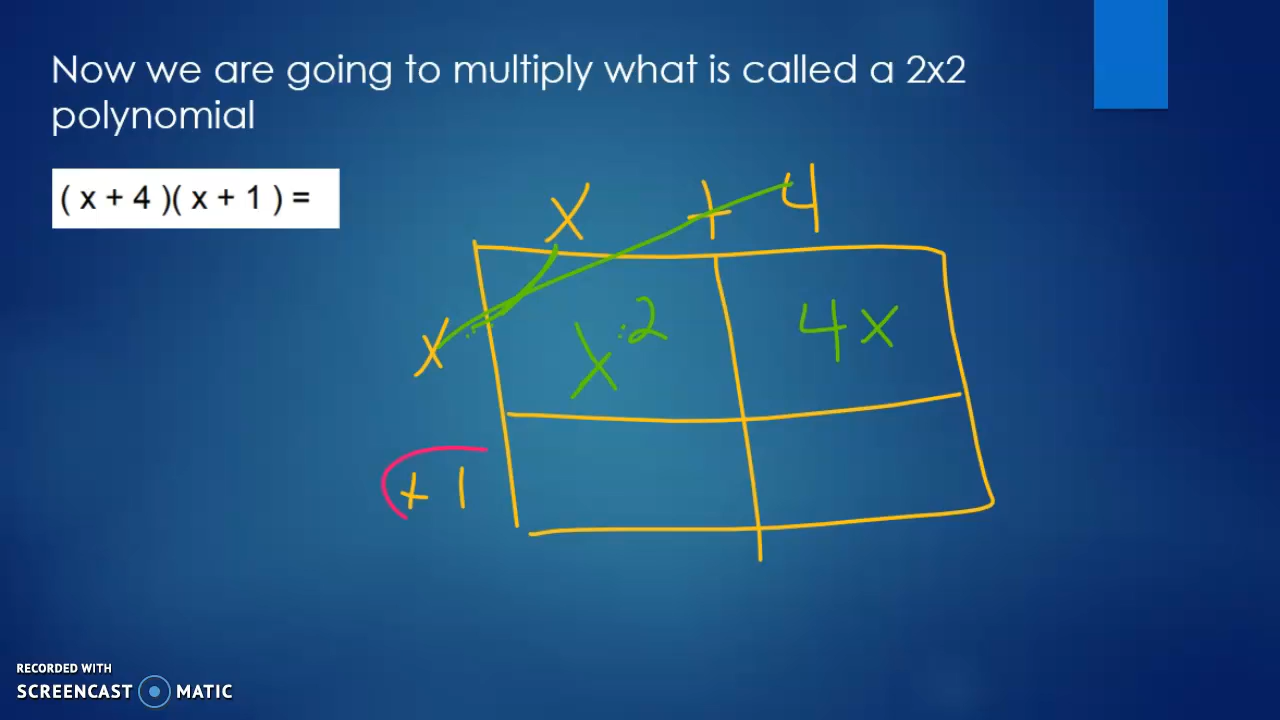 Now we are going to multiply what is called a 2x2
polynomial
( x + 4 )( x + 1 ) =
x + 4
x x² 4x
+ 1
RECORDED WITH
SCREENCAST MATIC